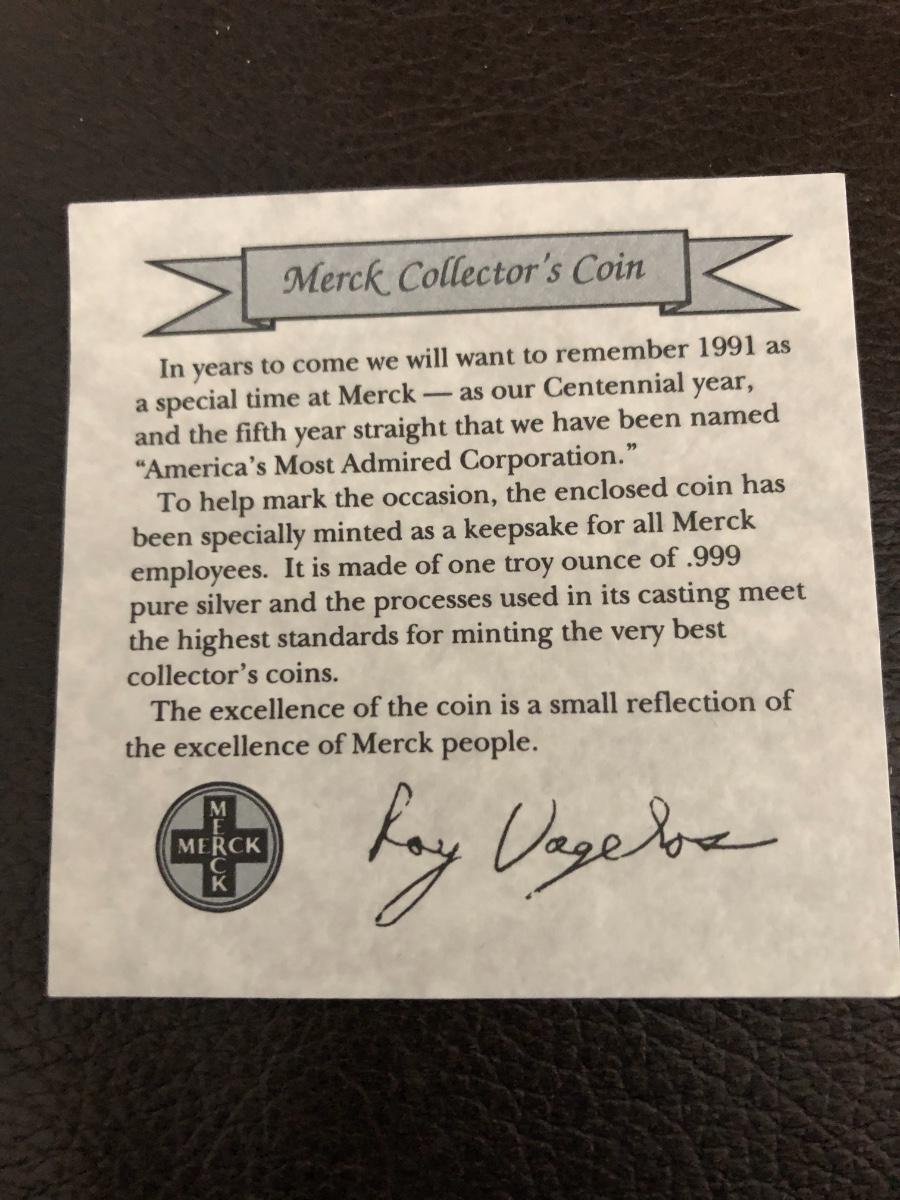 Merck Collector's Coin
In years to come we will want to remember 1991 as
a special time at Merck — as our Centennial year,
and the fifth year straight that we have been named
“America's Most Admired Corporation.”
To help mark the occasion, the enclosed coin has
been specially minted as a keepsake for all Merck
employees. It is made of one troy ounce of .999
pure silver and the processes used in its casting meet
the highest standards for minting the very best
collector's coins.
The excellence of the coin is a small reflection of
the excellence of Merck people.
MERCK
MERCK
Roy Vagelos